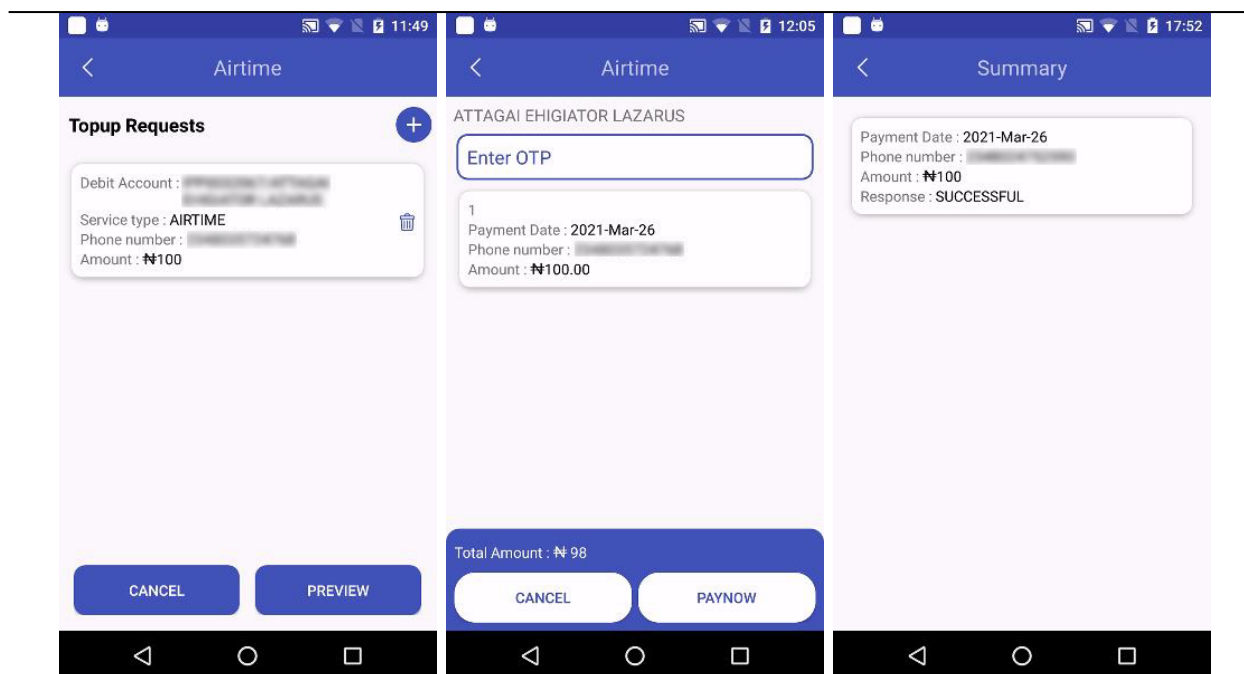 11:49
Airtime
Topup Requests
Debit Account :
Service type : AIRTIME
Phone number :
Amount : ₦100
CANCEL
PREVIEW
12:05
Airtime
ATTAGAI EHIGIATOR LAZARUS
Enter OTP
1
Payment Date : 2021-Mar-26
Phone number :
Amount : ₦100.00
Total Amount : ₦ 98
CANCEL
PAYNOW
17:52
Summary
Payment Date : 2021-Mar-26
Phone number :
Amount : ₦100
Response : SUCCESSFUL